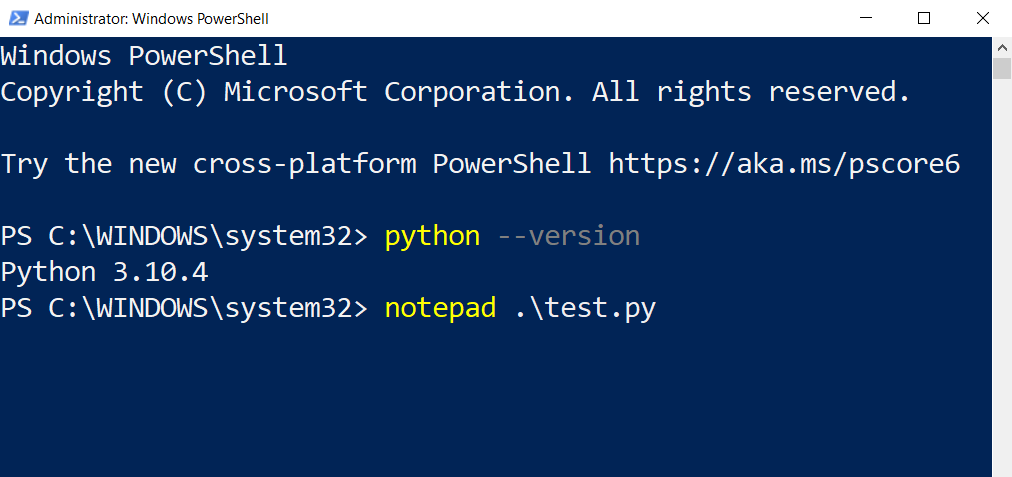 Administrator: Windows PowerShell
Windows PowerShell
Copyright (C) Microsoft Corporation. All rights reserved.
Try the new cross-platform PowerShell https://aka.ms/pscore6
PS C:\WINDOWS\system32> python --version
Python 3.10.4
PS C:\WINDOWS\system32> notepad .\test.py